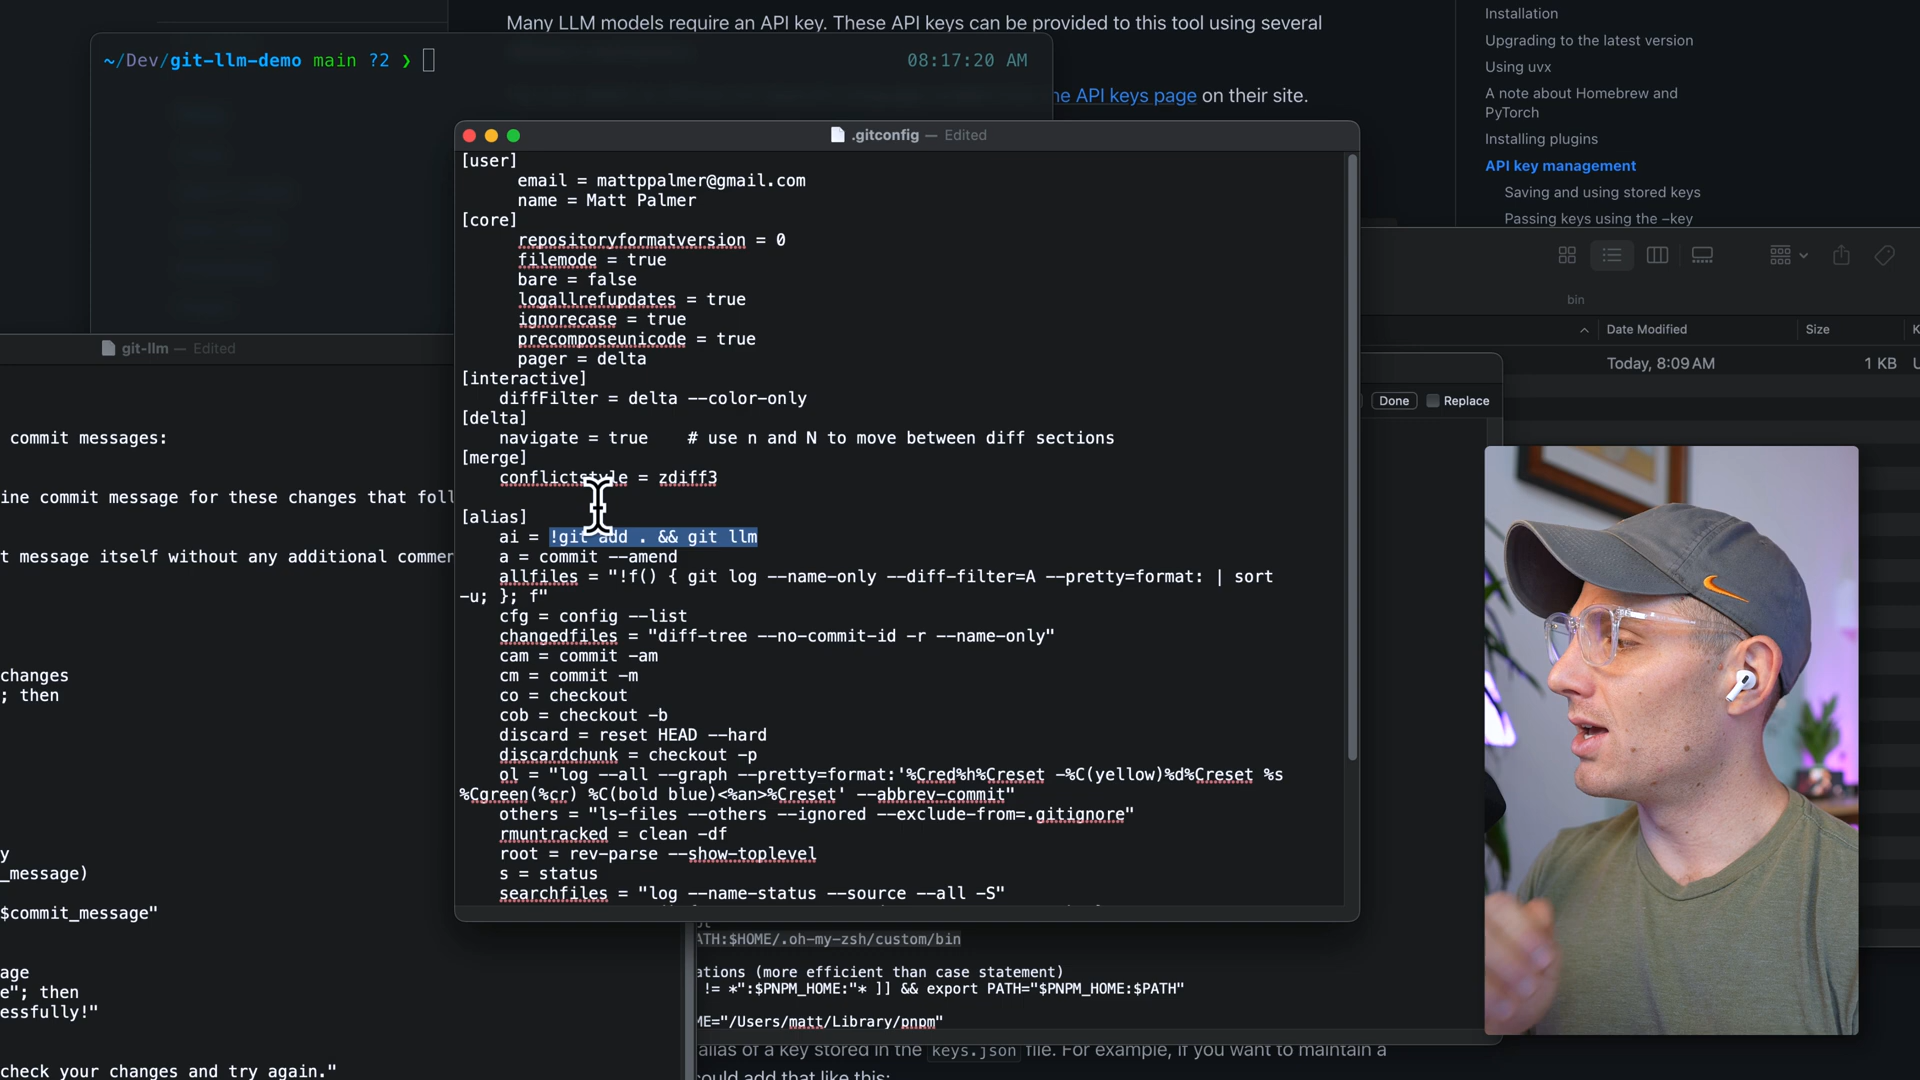 Many LLM models require an API key. These API keys can be provided to this tool using several
he API keys page on their site.
~/Dev/git-llm-demo main ?2 ❯
08:17:20 AM
Installation
Upgrading to the latest version
Using uvx
A note about Homebrew and
PyTorch
Installing plugins
API key management
Saving and using stored keys
Passing keys using the –key
.gitconfig — Edited
[user]
email = mattppalmer@gmail.com
name = Matt Palmer
[core]
repositoryformatversion = 0
filemode = true
bare = false
logallrefupdates = true
ignorecase = true
precomposeunicode = true
pager = delta
[interactive]
diffFilter = delta --color-only
[delta]
navigate = true    # use n and N to move between diff sections
[merge]
conflictstyle = zdiff3
[alias]
ai = !git add . && git llm
a = commit --amend
allfiles = "!f() { git log --name-only --diff-filter=A --pretty=format: | sort
-u; }; f"
cfg = config --list
changedfiles = "diff-tree --no-commit-id -r --name-only"
cam = commit -am
cm = commit -m
co = checkout
cob = checkout -b
discard = reset HEAD --hard
discardchunk = checkout -p
ol = "log --all --graph --pretty=format:'%Cred%h%Creset -%C(yellow)%d%Creset %s
%Cgreen(%cr) %C(bold blue)<%an>%Creset' --abbrev-commit"
others = "ls-files --others --ignored --exclude-from=.gitignore"
rmuntracked = clean -df
root = rev-parse --show-toplevel
s = status
searchfiles = "log --name-status --source --all -S"
bin
Date Modified
Size
Today, 8:09 AM
1 KB
Done
Replace
git-llm — Edited
commit messages:
ine commit message for these changes that foll
t message itself without any additional commen
changes
; then
y
_message)
$commit_message"
age
e"; then
essfully!"
check your changes and try again."
ATH:$HOME/.oh-my-zsh/custom/bin
ations (more efficient than case statement)
!= *":$PNPM_HOME:"* ]] && export PATH="$PNPM_HOME:$PATH"
ME="/Users/matt/Library/pnpm"
alias of a key stored in the keys.json file. For example, if you want to maintain a
could add that like this: